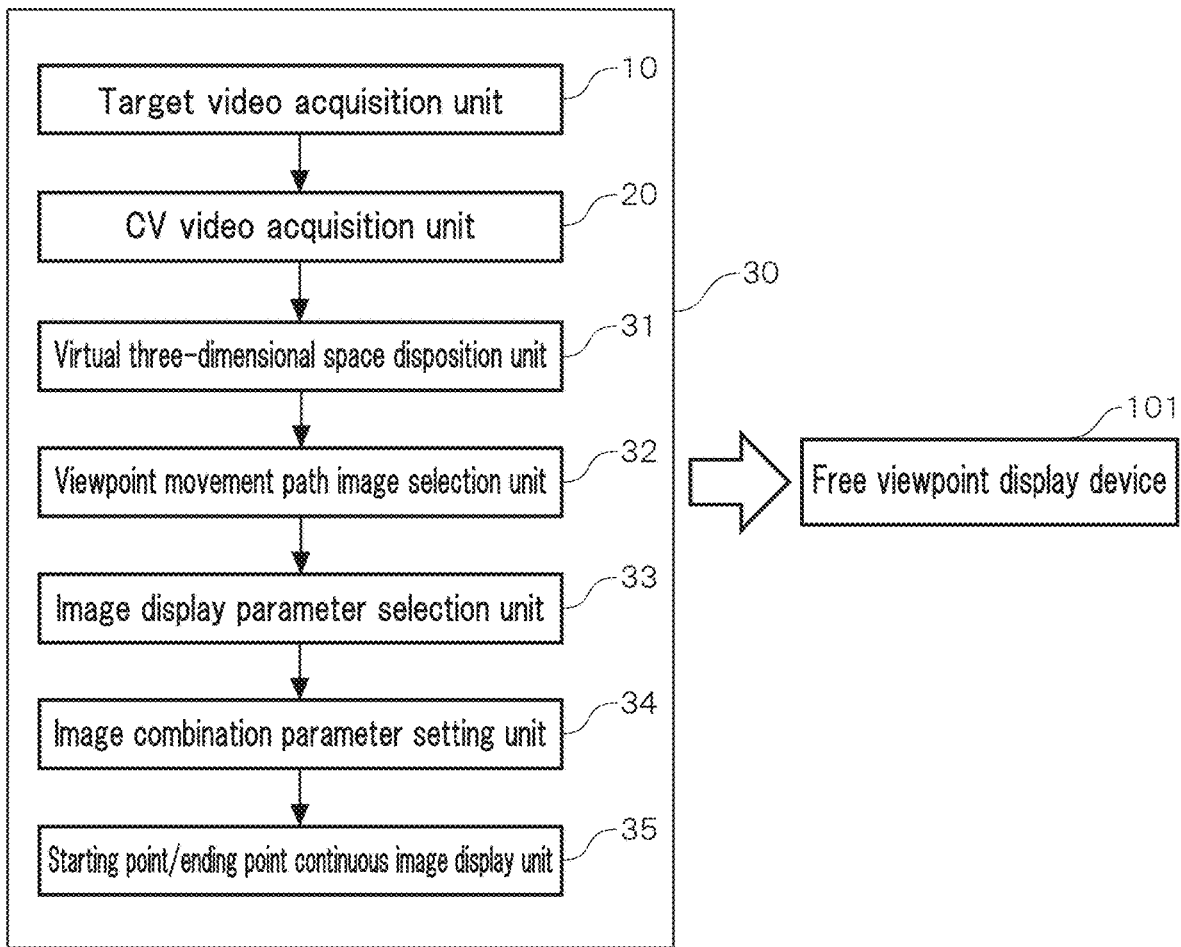 10
Target video acquisition unit
20
CV video acquisition unit
30
31
Virtual three-dimensional space disposition unit
32
Viewpoint movement path image selection unit
101
Free viewpoint display device
33
Image display parameter selection unit
34
Image combination parameter setting unit
35
Starting point/ending point continuous image display unit